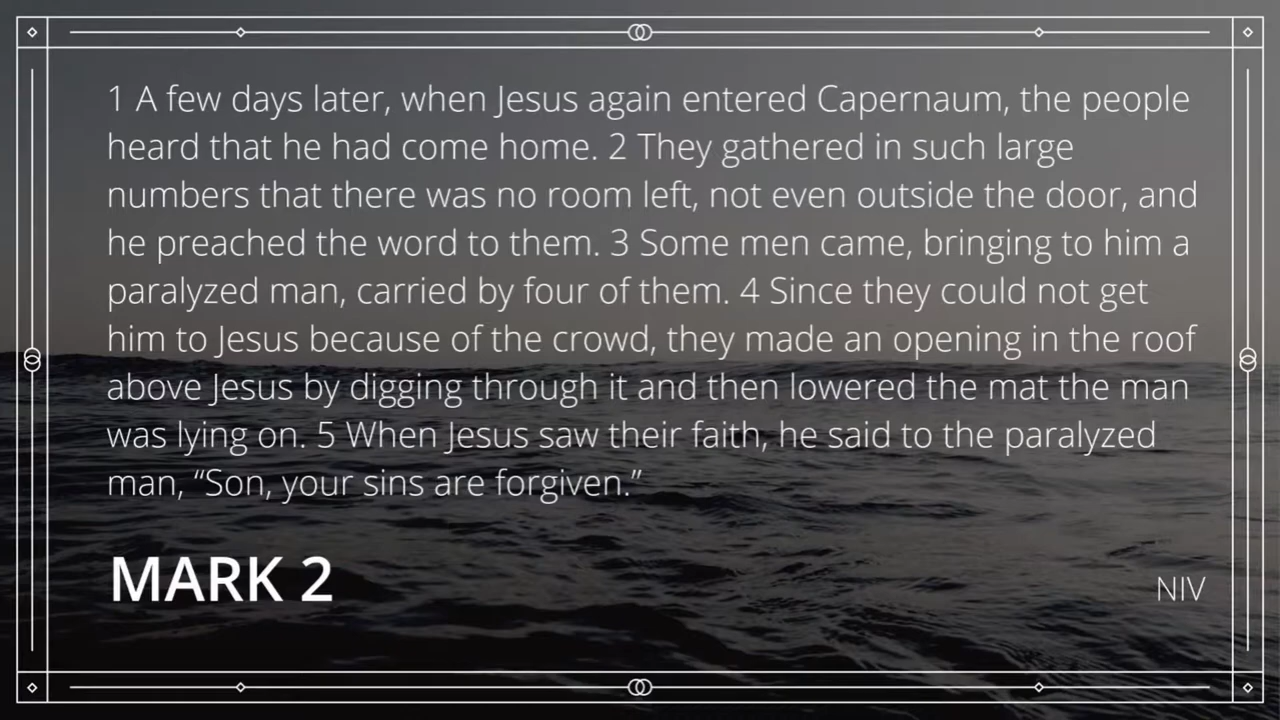 1 A few days later, when Jesus again entered Capernaum, the people
heard that he had come home. 2 They gathered in such large
numbers that there was no room left, not even outside the door, and
he preached the word to them. 3 Some men came, bringing to him a
paralyzed man, carried by four of them. 4 Since they could not get
him to Jesus because of the crowd, they made an opening in the roof
above Jesus by digging through it and then lowered the mat the man
was lying on. 5 When Jesus saw their faith, he said to the paralyzed
man, “Son, your sins are forgiven.”
MARK 2
NIV